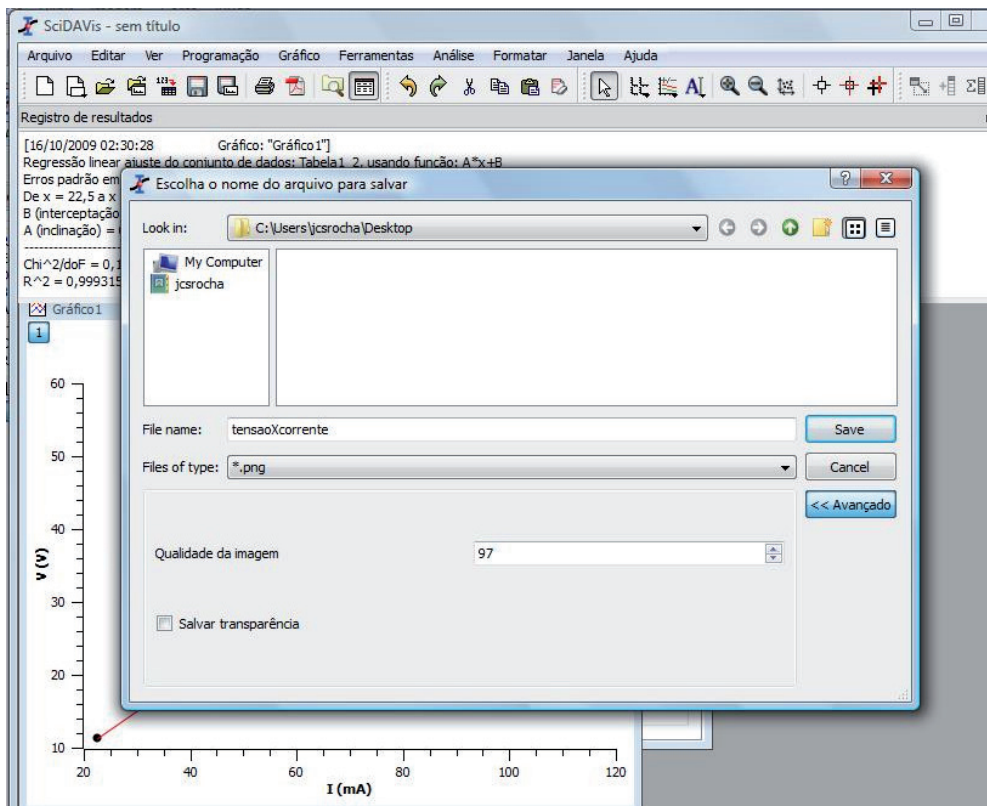 SciDAVis - sem título
Arquivo Editar Ver Programação Gráfico Ferramentas Análise Formatar Janela Ajuda
Registro de resultados
[16/10/2009 02:30:28 Gráfico: "Gráfico1"]
Regressão linear ajuste do conjunto de dados: Tabela1_2, usando função: A*x+B
Erros padrão em
De x = 22,5 a x
B (interceptação
A (inclinação) =
Chi^2/doF = 0,1
R^2 = 0,999315
Escolha o nome do arquivo para salvar
Look in: C:\Users\jcsrocha\Desktop
My Computer
jcsrocha
File name: tensaoXcorrente Save
Files of type: *.png Cancel
<< Avançado
Qualidade da imagem 97
Salvar transparência
Gráfico1
1
60
50
40
30
20
10
V (V)
20 40 60 80 100 120
I (mA)